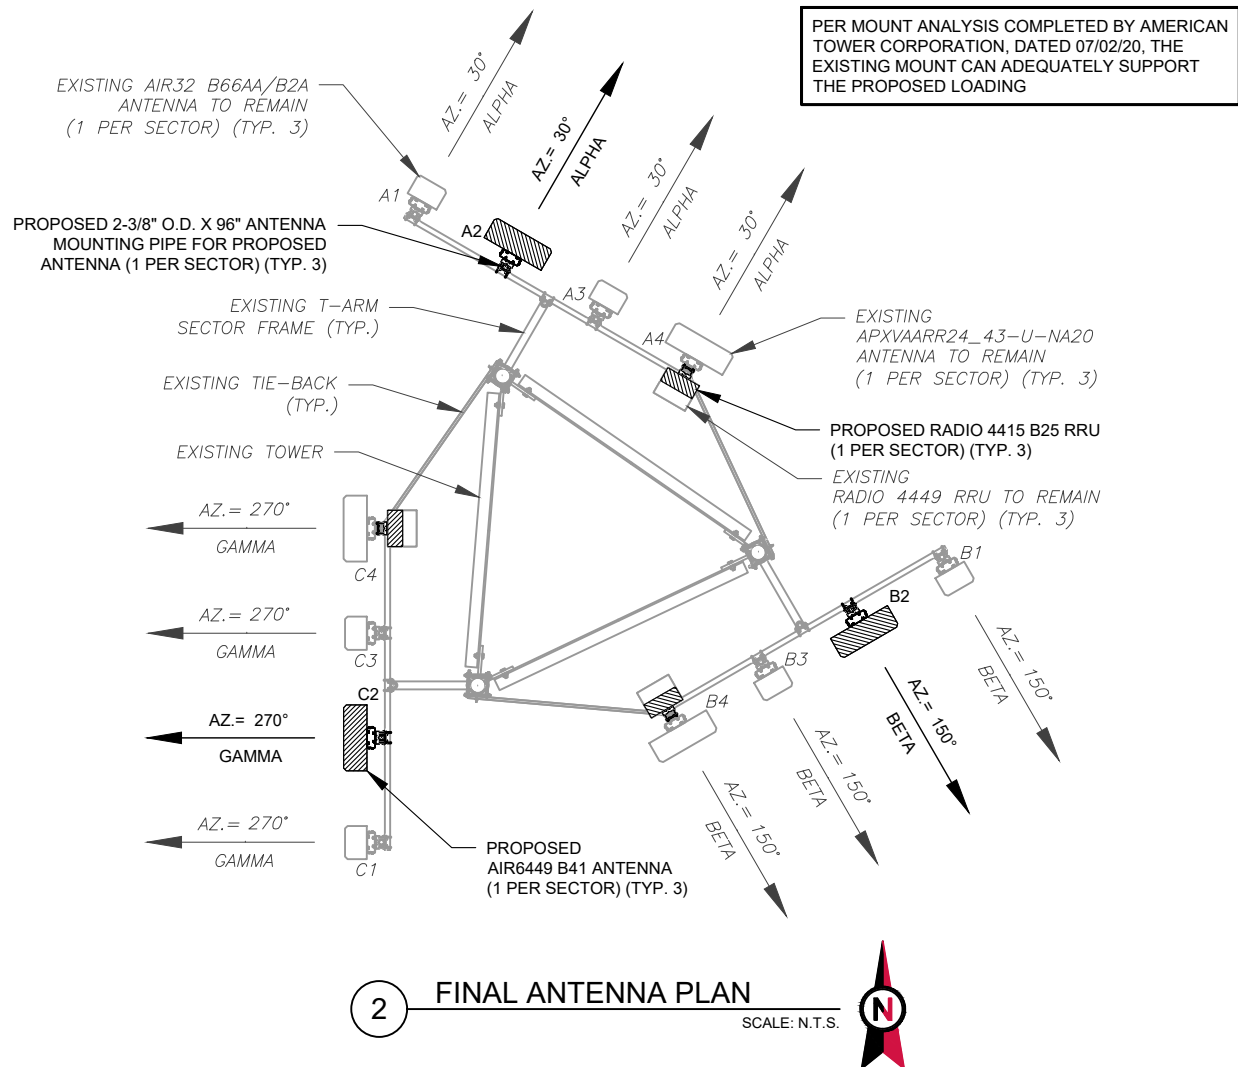 PER MOUNT ANALYSIS COMPLETED BY AMERICAN
TOWER CORPORATION, DATED 07/02/20, THE
EXISTING MOUNT CAN ADEQUATELY SUPPORT
THE PROPOSED LOADING
EXISTING AIR32 B66AA/B2A
ANTENNA TO REMAIN
(1 PER SECTOR) (TYP. 3)
AZ.= 30°
ALPHA
AZ.= 30°
ALPHA
AZ.= 30°
ALPHA
AZ.= 30°
ALPHA
A1
A2
A3
A4
PROPOSED 2-3/8" O.D. X 96" ANTENNA
MOUNTING PIPE FOR PROPOSED
ANTENNA (1 PER SECTOR) (TYP. 3)
EXISTING T-ARM
SECTOR FRAME (TYP.)
EXISTING TIE-BACK
(TYP.)
EXISTING TOWER
EXISTING
APXVAARR24_43-U-NA20
ANTENNA TO REMAIN
(1 PER SECTOR) (TYP. 3)
PROPOSED RADIO 4415 B25 RRU
(1 PER SECTOR) (TYP. 3)
EXISTING
RADIO 4449 RRU TO REMAIN
(1 PER SECTOR) (TYP. 3)
AZ.= 270°
GAMMA
C4
AZ.= 270°
GAMMA
C3
C2
AZ.= 270°
GAMMA
AZ.= 270°
GAMMA
C1
B1
B2
B3
B4
AZ.= 150°
BETA
AZ.= 150°
BETA
AZ.= 150°
BETA
AZ.= 150°
BETA
PROPOSED
AIR6449 B41 ANTENNA
(1 PER SECTOR) (TYP. 3)
2
FINAL ANTENNA PLAN
SCALE: N.T.S.
N